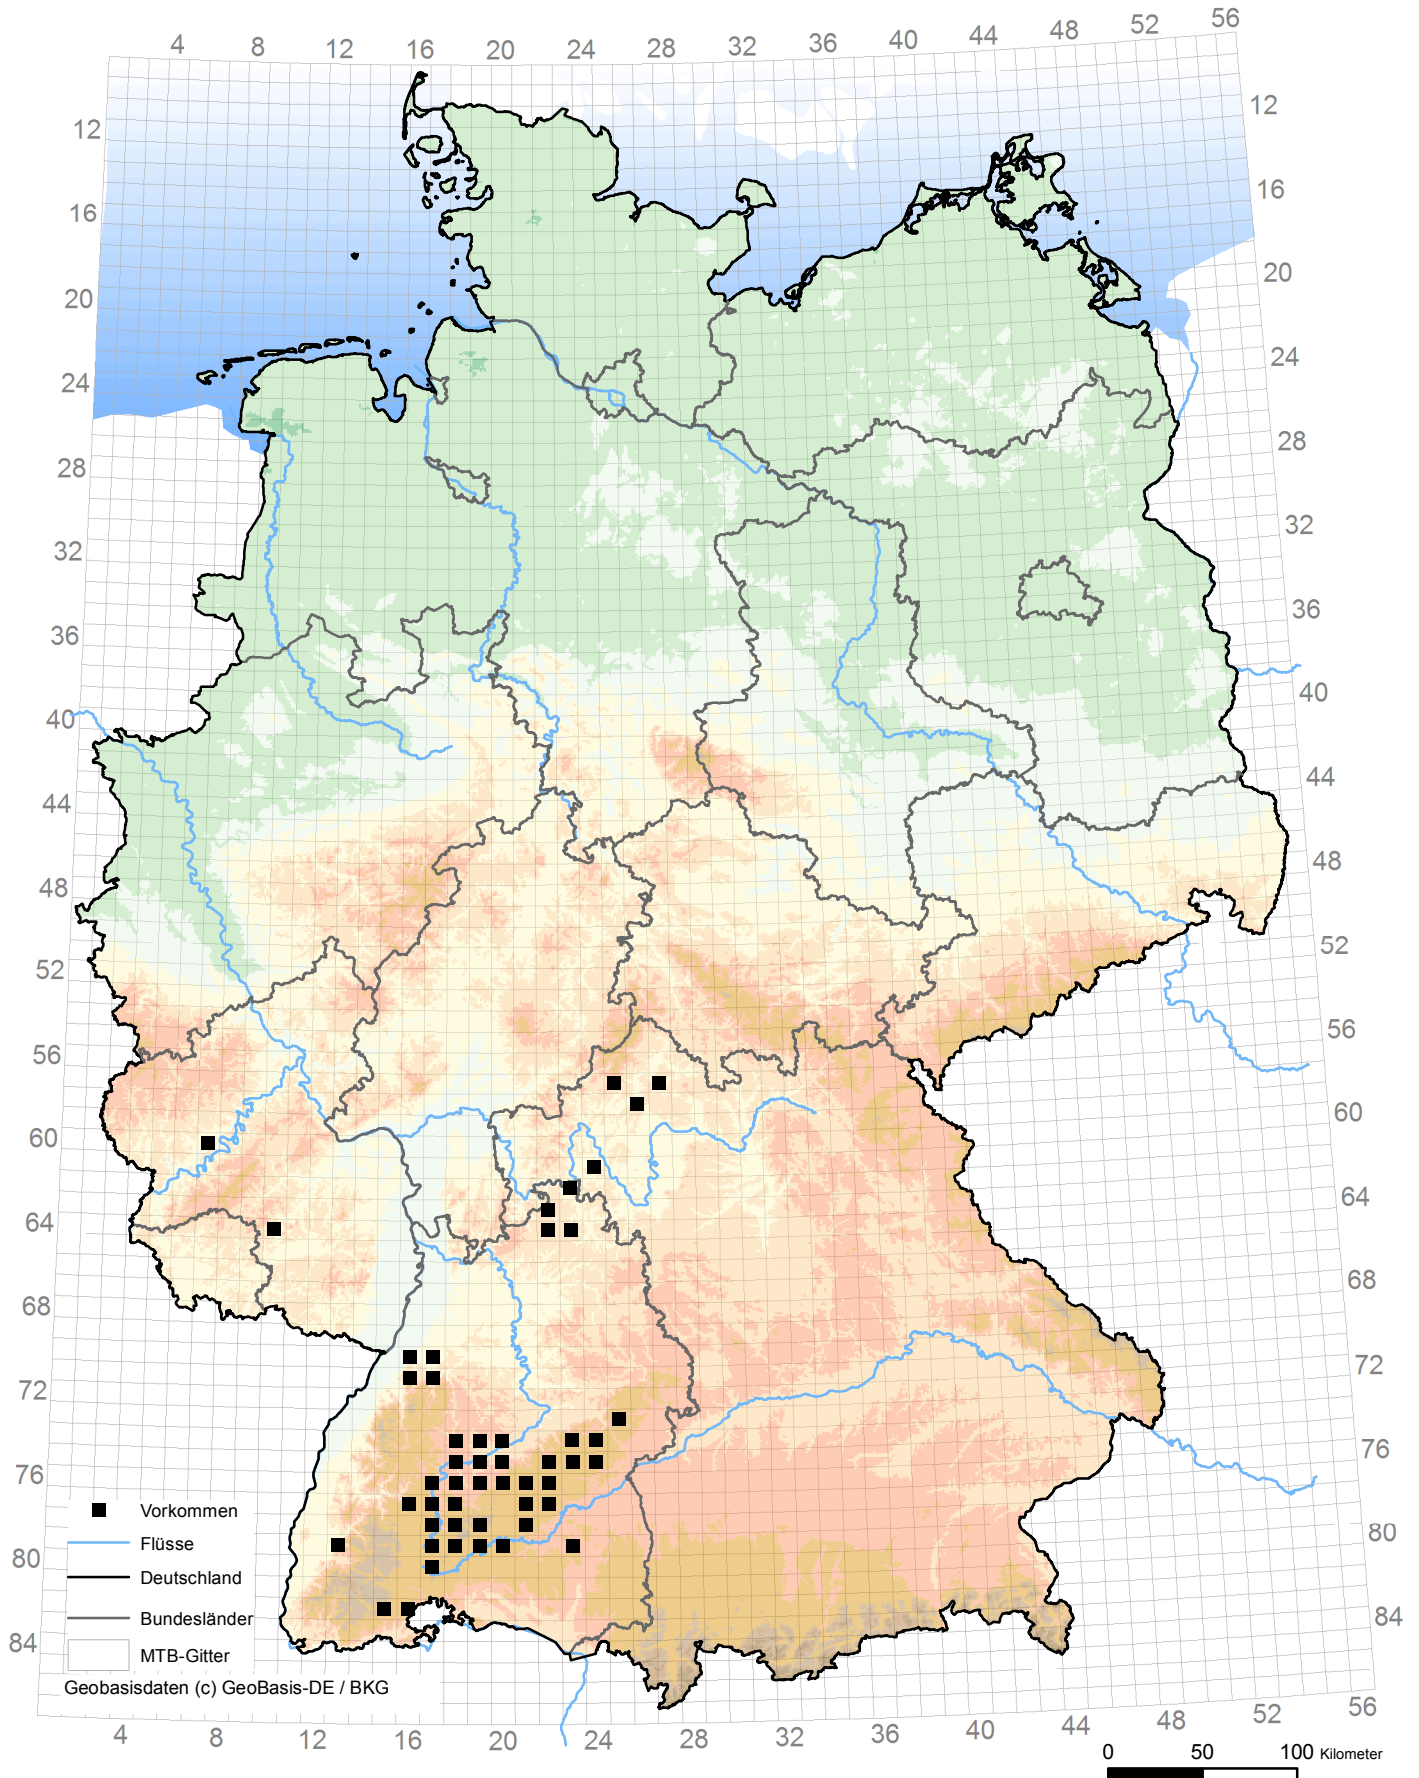 4 8 12 16 20 24 28 32 36 40 44 48 52 56
12 12
16 16
20 20
24 24
28 28
32 32
36 36
40 40
44 44
48 48
52 52
56 56
60 60
64 64
68 68
72 72
76 76
80 80
84 84
Vorkommen
Flüsse
Deutschland
Bundesländer
MTB-Gitter
Geobasisdaten (c) GeoBasis-DE / BKG
4 8 12 16 20 24 28 32 36 40 44 48 52 56
0 50 100 Kilometer